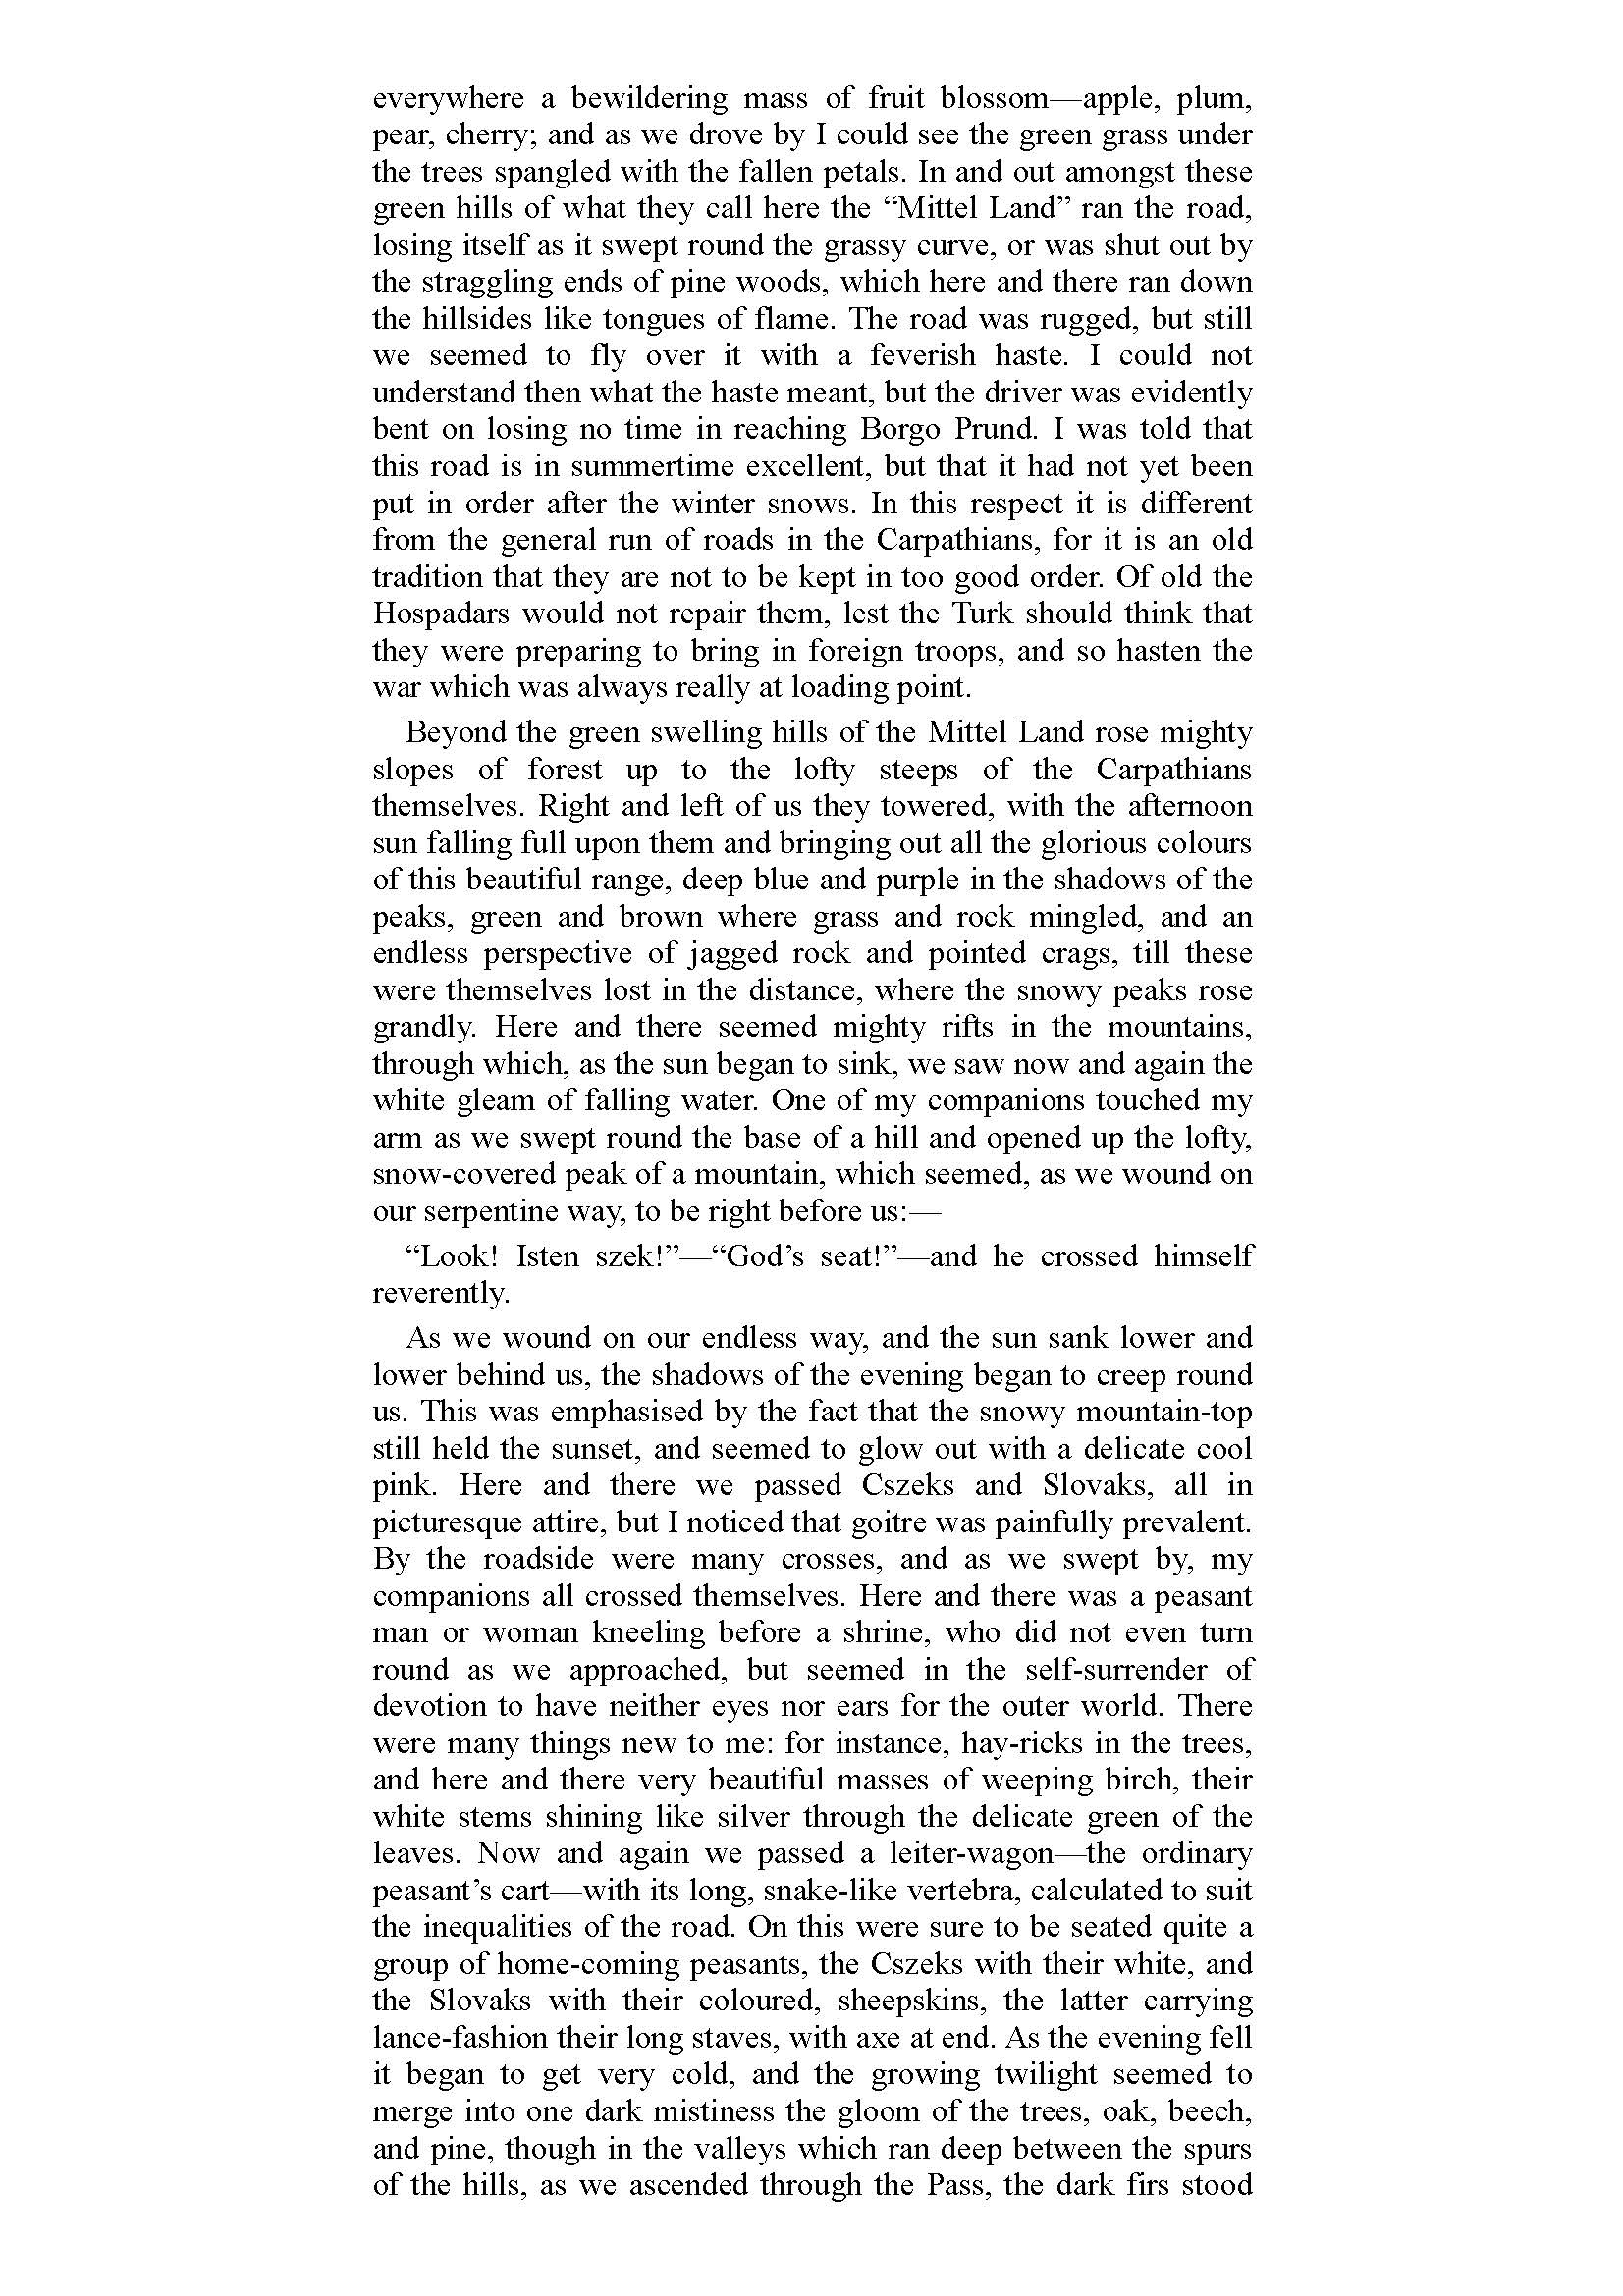 everywhere a bewildering mass of fruit blossom—apple, plum,
pear, cherry; and as we drove by I could see the green grass under
the trees spangled with the fallen petals. In and out amongst these
green hills of what they call here the “Mittel Land” ran the road,
losing itself as it swept round the grassy curve, or was shut out by
the straggling ends of pine woods, which here and there ran down
the hillsides like tongues of flame. The road was rugged, but still
we seemed to fly over it with a feverish haste. I could not
understand then what the haste meant, but the driver was evidently
bent on losing no time in reaching Borgo Prund. I was told that
this road is in summertime excellent, but that it had not yet been
put in order after the winter snows. In this respect it is different
from the general run of roads in the Carpathians, for it is an old
tradition that they are not to be kept in too good order. Of old the
Hospadars would not repair them, lest the Turk should think that
they were preparing to bring in foreign troops, and so hasten the
war which was always really at loading point.
Beyond the green swelling hills of the Mittel Land rose mighty
slopes of forest up to the lofty steeps of the Carpathians
themselves. Right and left of us they towered, with the afternoon
sun falling full upon them and bringing out all the glorious colours
of this beautiful range, deep blue and purple in the shadows of the
peaks, green and brown where grass and rock mingled, and an
endless perspective of jagged rock and pointed crags, till these
were themselves lost in the distance, where the snowy peaks rose
grandly. Here and there seemed mighty rifts in the mountains,
through which, as the sun began to sink, we saw now and again the
white gleam of falling water. One of my companions touched my
arm as we swept round the base of a hill and opened up the lofty,
snow-covered peak of a mountain, which seemed, as we wound on
our serpentine way, to be right before us:—
“Look! Isten szek!”—“God’s seat!”—and he crossed himself
reverently.
As we wound on our endless way, and the sun sank lower and
lower behind us, the shadows of the evening began to creep round
us. This was emphasised by the fact that the snowy mountain-top
still held the sunset, and seemed to glow out with a delicate cool
pink. Here and there we passed Cszeks and Slovaks, all in
picturesque attire, but I noticed that goitre was painfully prevalent.
By the roadside were many crosses, and as we swept by, my
companions all crossed themselves. Here and there was a peasant
man or woman kneeling before a shrine, who did not even turn
round as we approached, but seemed in the self-surrender of
devotion to have neither eyes nor ears for the outer world. There
were many things new to me: for instance, hay-ricks in the trees,
and here and there very beautiful masses of weeping birch, their
white stems shining like silver through the delicate green of the
leaves. Now and again we passed a leiter-wagon—the ordinary
peasant’s cart—with its long, snake-like vertebra, calculated to suit
the inequalities of the road. On this were sure to be seated quite a
group of home-coming peasants, the Cszeks with their white, and
the Slovaks with their coloured, sheepskins, the latter carrying
lance-fashion their long staves, with axe at end. As the evening fell
it began to get very cold, and the growing twilight seemed to
merge into one dark mistiness the gloom of the trees, oak, beech,
and pine, though in the valleys which ran deep between the spurs
of the hills, as we ascended through the Pass, the dark firs stood